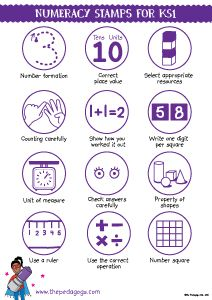 NUMERACY STAMPS FOR KS1
Tens Units
10
Number formation
Correct
place value
Select appropriate
resources
1+1=2
5 8
Counting carefully
Show how you
worked it out
Write one digit
per square
Unit of measure
Check answers
carefully
Property of
shapes
1 2 3 4 5 6
+ -
× ÷
Use a ruler
Use the correct
operation
Number square
www.thepedagogs.com